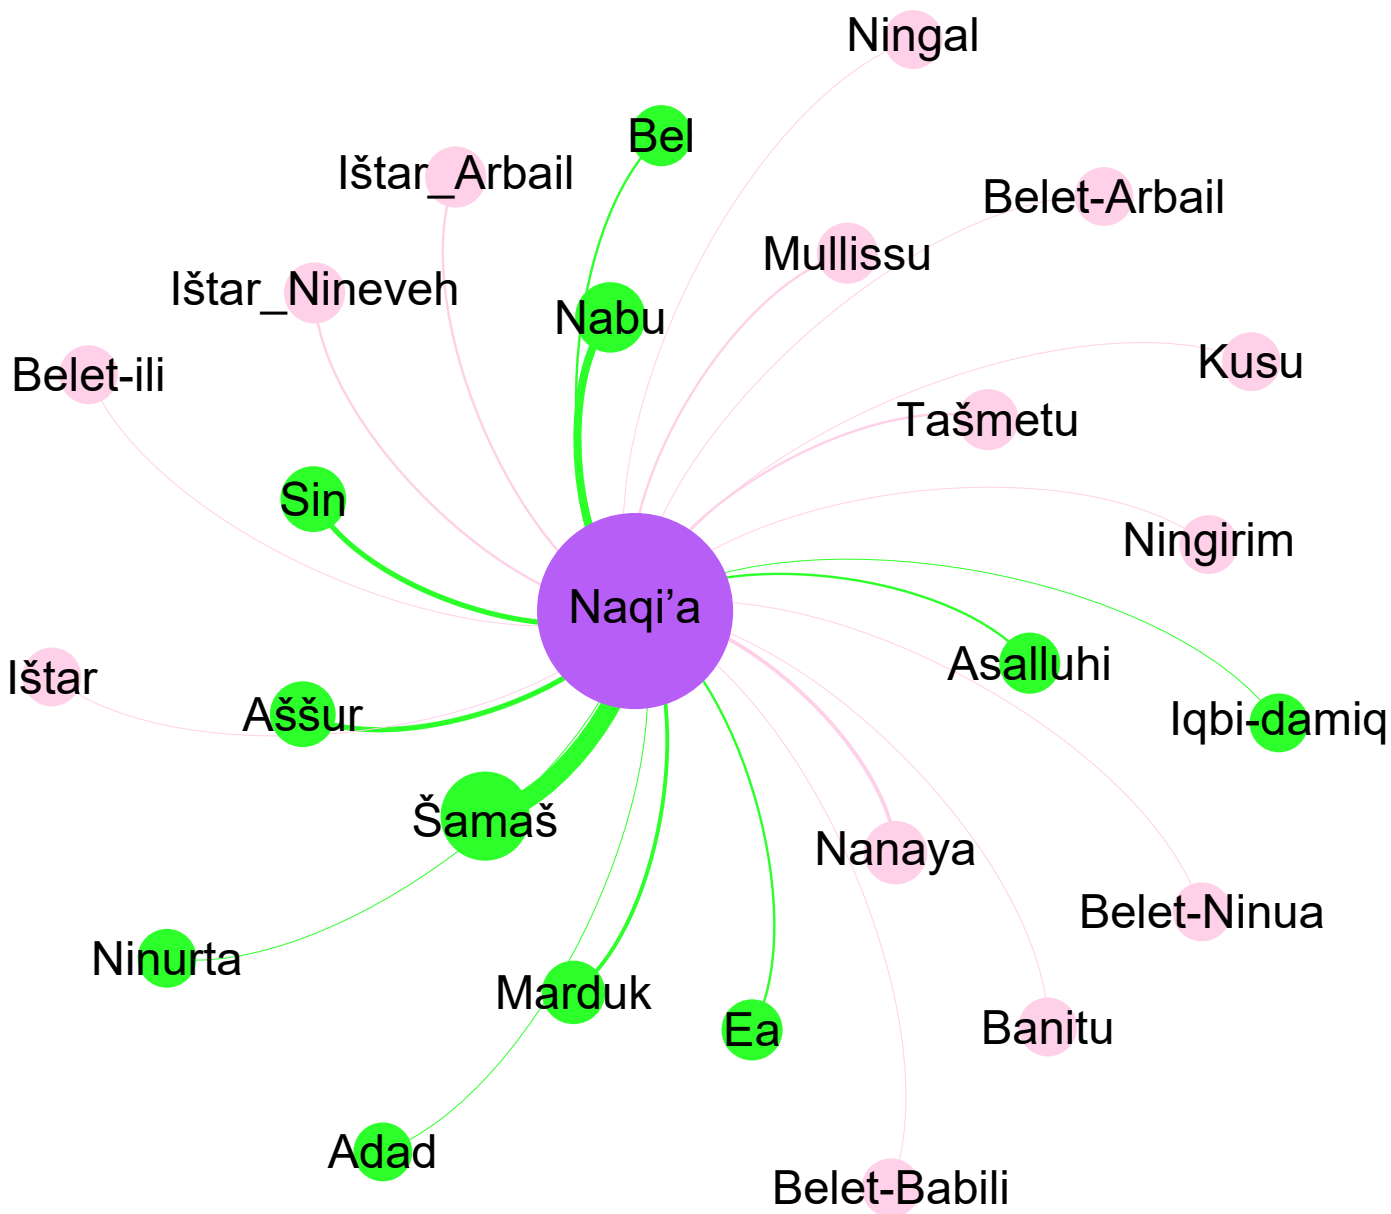 Ningal
Bel
Ištar_Arbail
Belet-Arbail
Mullissu
Ištar_Nineveh
Nabu
Kusu
Belet-ili
Tašmetu
Sin
Ningirim
Naqi’a
Asalluhi
Ištar
Aššur
Iqbi-damiq
Šamaš
Nanaya
Belet-Ninua
Ninurta
Marduk
Ea
Banitu
Adad
Belet-Babili